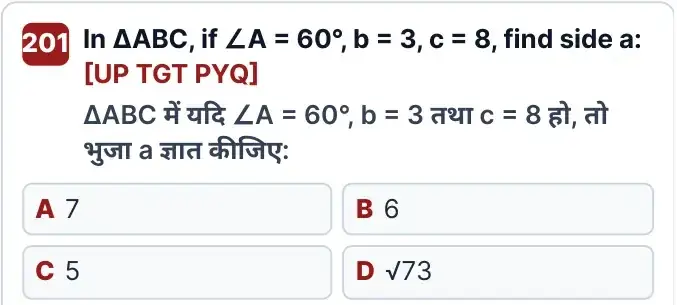 201 In ΔABC, if ∠A = 60°, b = 3, c = 8, find side a:
[UP TGT PYQ]
ΔABC में यदि ∠A = 60°, b = 3 तथा c = 8 हो, तो
भुजा a ज्ञात कीजिए:
A 7
B 6
C 5
D √73